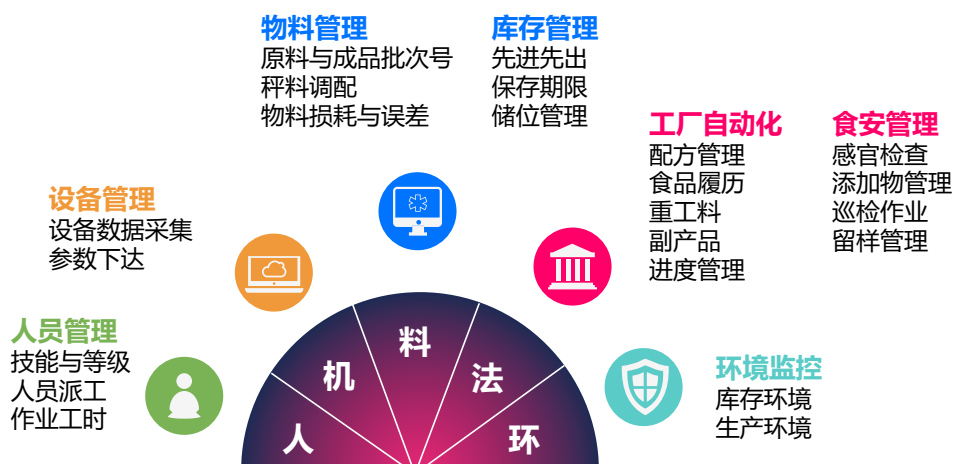 物料管理
原料与成品批次号
秤料调配
物料损耗与误差
库存管理
先进先出
保存期限
储位管理
工厂自动化
配方管理
食品履历
重工料
副产品
进度管理
食安管理
感官检查
添加物管理
巡检作业
留样管理
设备管理
设备数据采集
参数下达
人员管理
技能与等级
人员派工
作业工时
环境监控
库存环境
生产环境
人
机
料
法
环